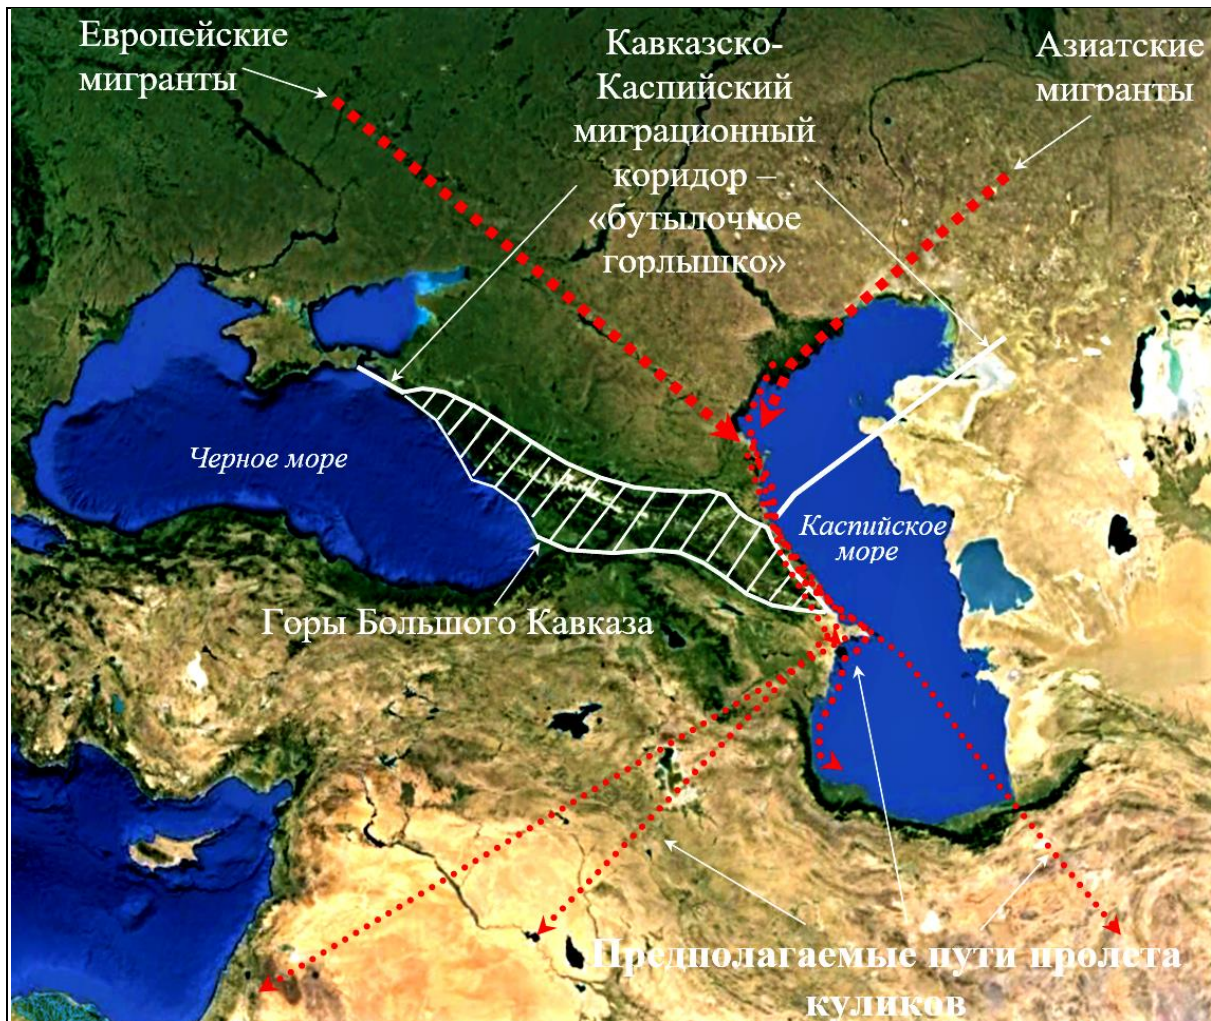 Европейские
мигранты
Кавказско-
Каспийский
миграционный
коридор –
«бутылочное
горлышко»
Азиатские
мигранты
Черное море
Каспийское
море
Горы Большого Кавказа
Предполагаемые пути пролета
куликов